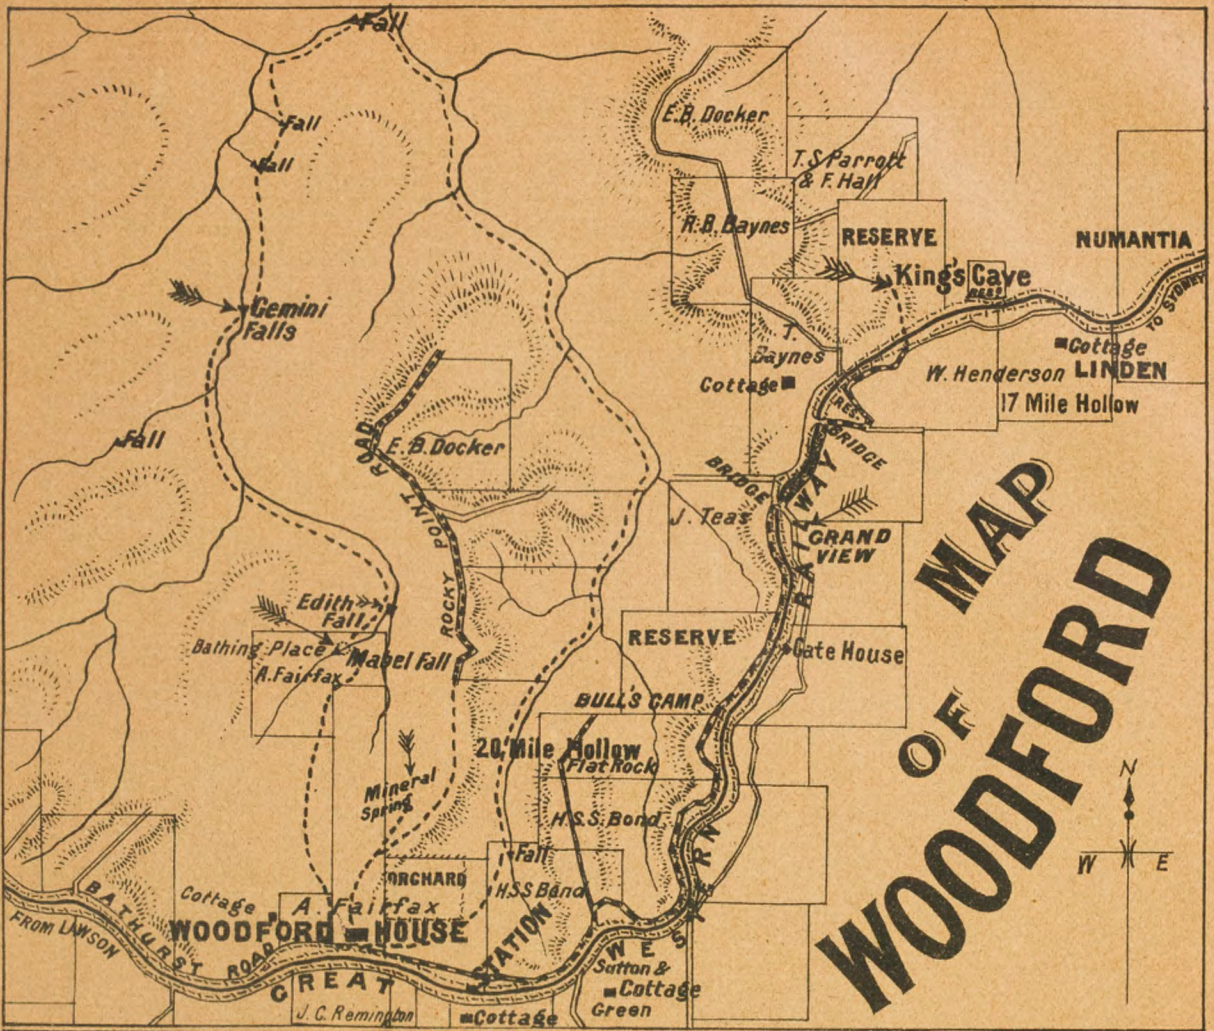 Fall
E.B. Docker
Fall
Fall
T.S Parrott
& F. Hall
R.B. Baynes
RESERVE
NUMANTIA
King's Cave
RES?
TO SYDNEY
Gemini
Falls
T.
Baynes
Cottage
Cottage
W. Henderson
LINDEN
17 Mile Hollow
RES.
BRIDGE
Fall
ROCKY POINT ROAD
E.B. Docker
BRIDGE
J. Teas
GRAND
VIEW
MAP
OF
WOODFORD
Edith
Fall
Bathing Place
Mabel Fall
A. Fairfax
RESERVE
Gate House
BULL'S CAMP
20 Mile Hollow
Flat Rock
Mineral
Spring
H.S.S. Bond
Fall
ORCHARD
H.S.S Bond
N
W E
Cottage
A. Fairfax
WOODFORD HOUSE
STATION
BATHURST ROAD
FROM LAWSON
GREAT WESTERN RAILWAY
Sutton &
Cottage
Green
J.C. Remington
Cottage